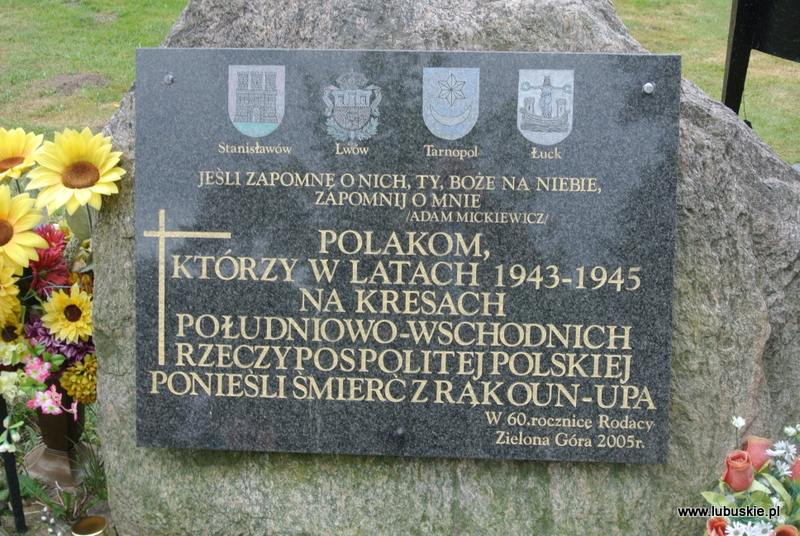 Stanisławów Lwów Tarnopol Łuck
JEŚLI ZAPOMNĘ O NICH, TY, BOŻE NA NIEBIE,
ZAPOMNIJ O MNIE
/ADAM MICKIEWICZ/
POLAKOM,
KTÓRZY W LATACH 1943-1945
NA KRESACH
POŁUDNIOWO-WSCHODNICH
RZECZYPOSPOLITEJ POLSKIEJ
PONIEŚLI ŚMIERĆ Z RĄK OUN-UPA
W 60.rocznicę Rodacy
Zielona Góra 2005r.
www.lubuskie.pl